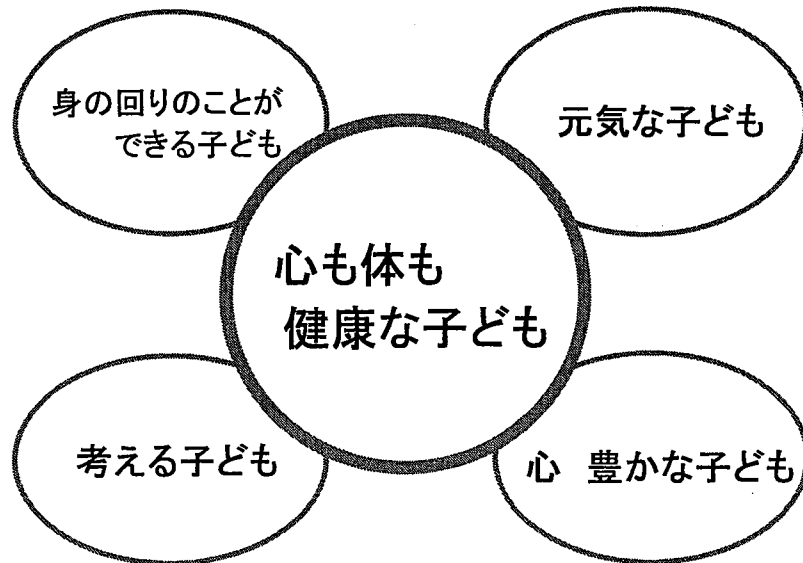 身の回りのことが
できる子ども
元気な子ども
心も体も
健康な子ども
考える子ども
心 豊かな子ども